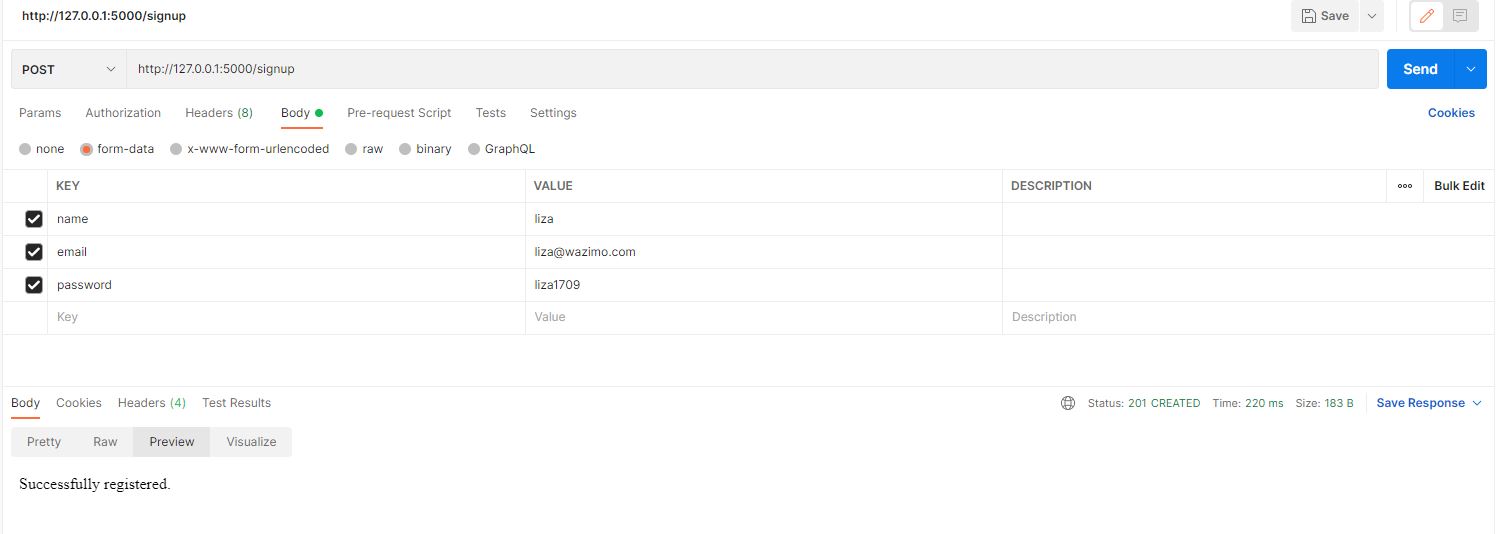 http://127.0.0.1:5000/signup
Save
POST http://127.0.0.1:5000/signup Send
Params Authorization Headers (8) Body Pre-request Script Tests Settings Cookies
none form-data x-www-form-urlencoded raw binary GraphQL
KEY VALUE DESCRIPTION Bulk Edit
name liza
email liza@wazimo.com
password liza1709
Key Value Description
Body Cookies Headers (4) Test Results Status: 201 CREATED Time: 220 ms Size: 183 B Save Response
Pretty Raw Preview Visualize
Successfully registered.